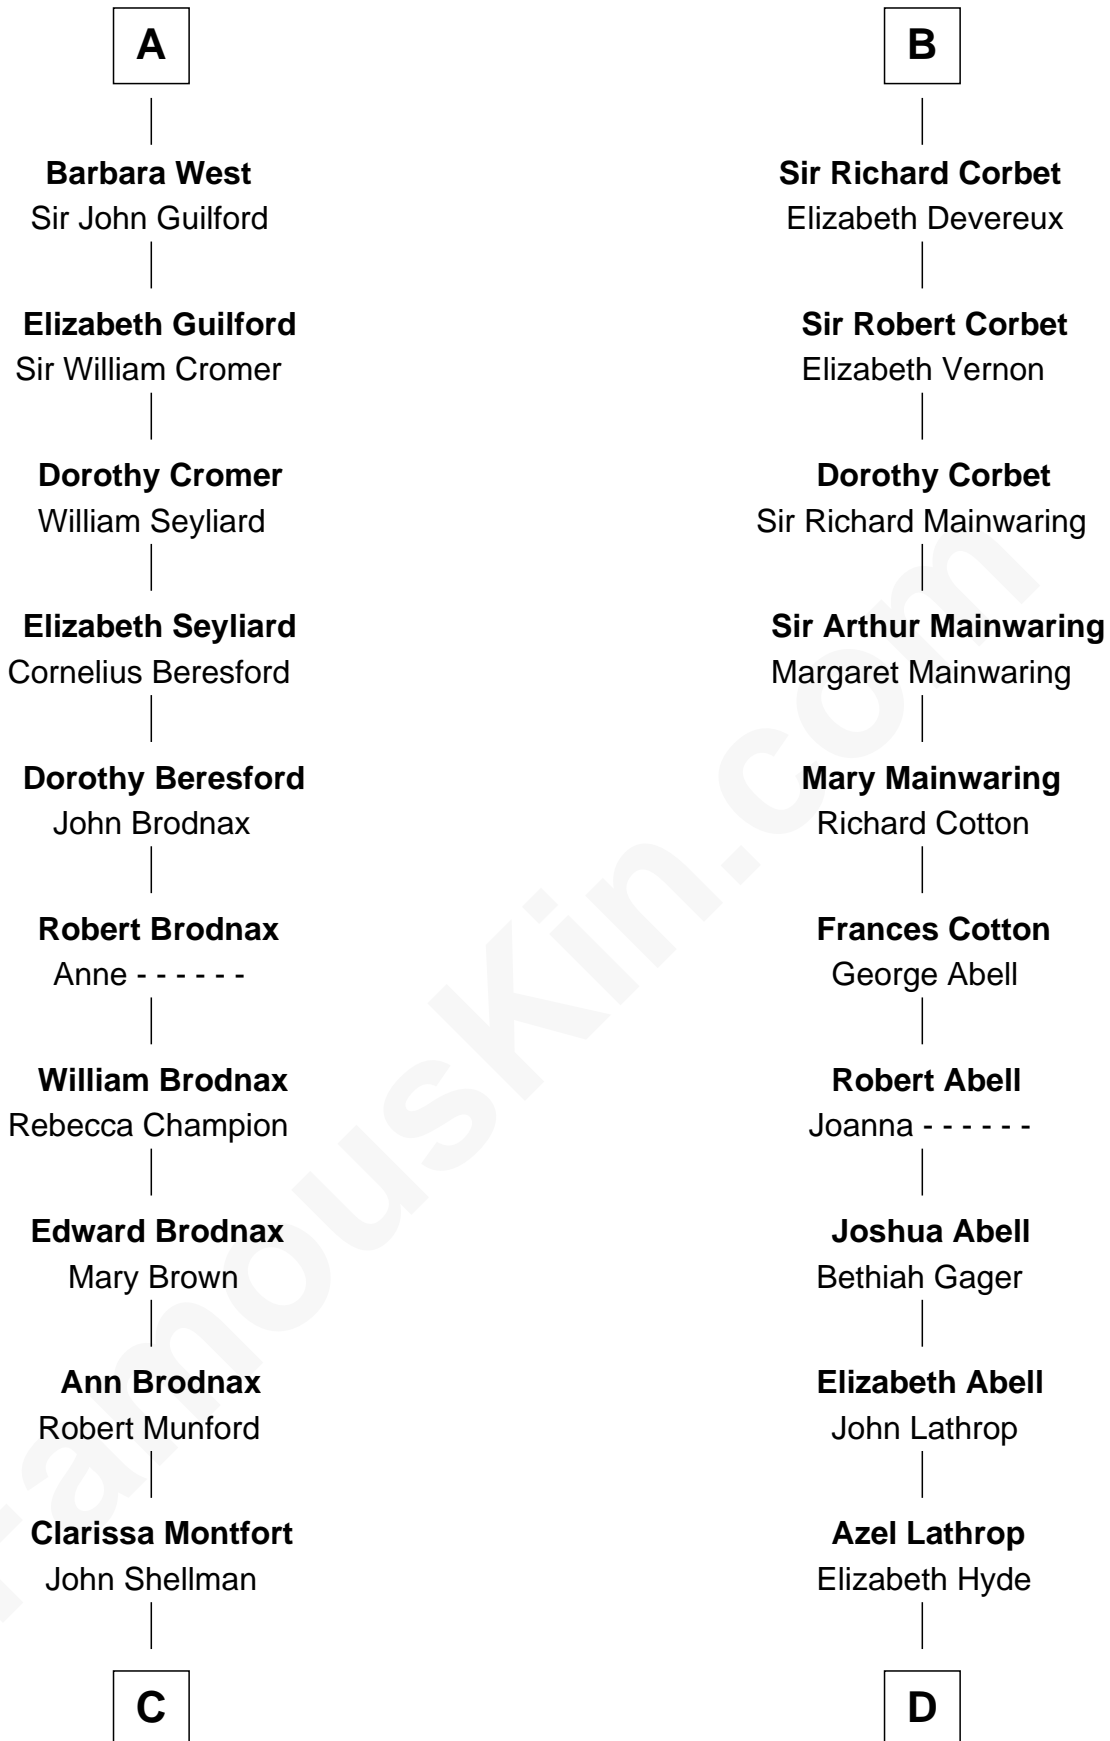 A
Barbara West
Sir John Guilford
Elizabeth Guilford
Sir William Cromer
Dorothy Cromer
William Seyliard
Elizabeth Seyliard
Cornelius Beresford
Dorothy Beresford
John Brodnax
Robert Brodnax
Anne - - - - - -
William Brodnax
Rebecca Champion
Edward Brodnax
Mary Brown
Ann Brodnax
Robert Munford
Clarissa Montfort
John Shellman
C
B
Sir Richard Corbet
Elizabeth Devereux
Sir Robert Corbet
Elizabeth Vernon
Dorothy Corbet
Sir Richard Mainwaring
Sir Arthur Mainwaring
Margaret Mainwaring
Mary Mainwaring
Richard Cotton
Frances Cotton
George Abell
Robert Abell
Joanna - - - - - -
Joshua Abell
Bethiah Gager
Elizabeth Abell
John Lathrop
Azel Lathrop
Elizabeth Hyde
D
FamousKin.com